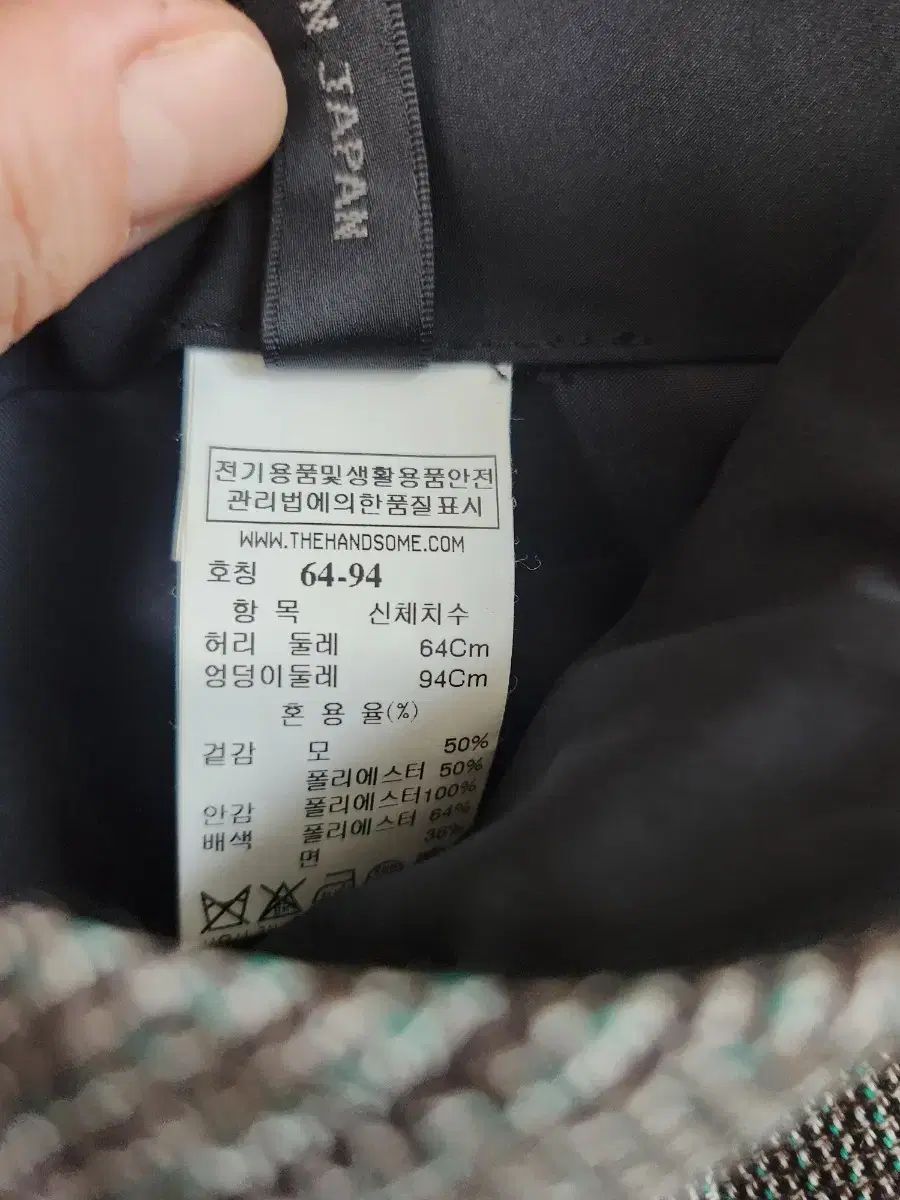 JAPAN
전기용품및생활용품안전
관리법에의한품질표시
WWW.THEHANDSOME.COM
호칭 64-94
항 목 신체치수
허리 둘레 64Cm
엉덩이둘레 94Cm
혼 용 율(%)
겉감 모 50%
폴리에스터 50%
안감 폴리에스터100%
배색 폴리에스터 64%
면 36%